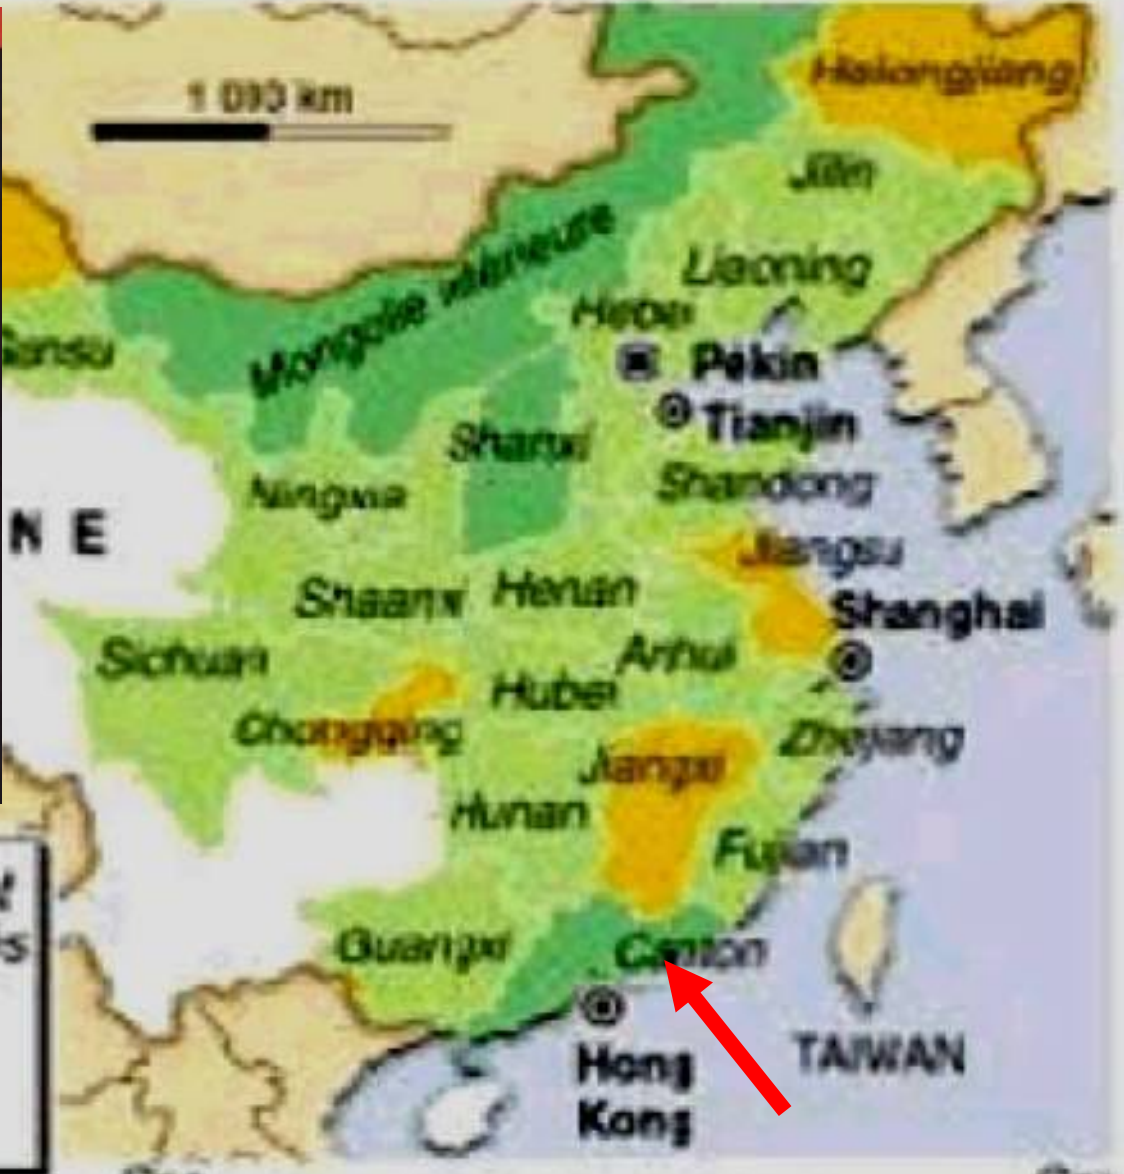 Heilongjiang
1 000 km
Jilin
Mongolie intérieure
Liaoning
Hebei
Gansu
Pékin
Tianjin
Shanxi
Shandong
Ningxia
N E
Jiangsu
Shaanxi
Henan
Shanghai
Anhui
Sichuan
Hubei
Chongqing
Zhejiang
Jiangxi
Hunan
Fujian
Guangxi
Canton
Hong
Kong
TAIWAN